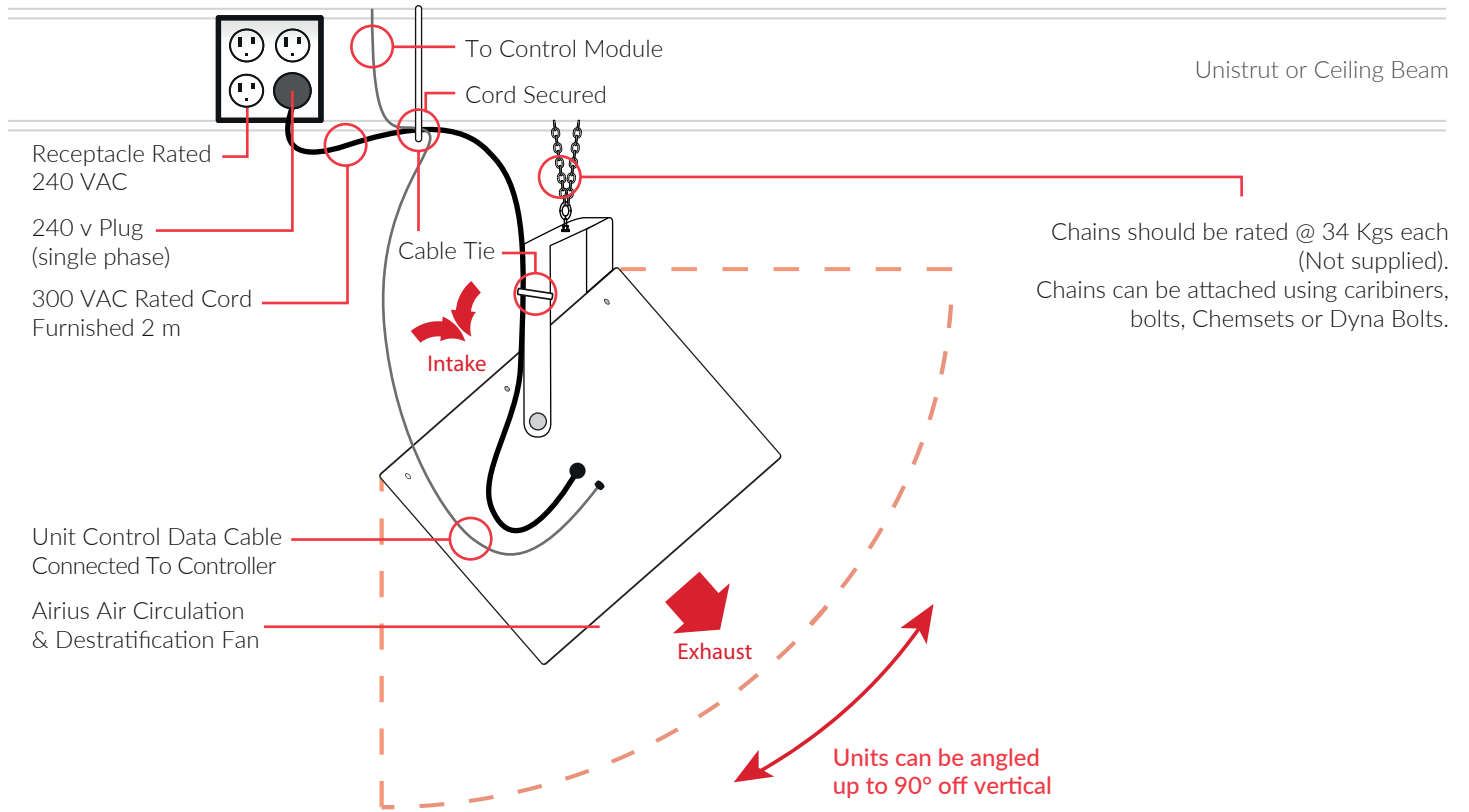 To Control Module
Cord Secured
Unistrut or Ceiling Beam
Receptacle Rated
240 VAC
240 v Plug
(single phase)
300 VAC Rated Cord
Furnished 2 m
Cable Tie
Intake
Chains should be rated @ 34 Kgs each
(Not supplied).
Chains can be attached using caribiners,
bolts, Chemsets or Dyna Bolts.
Unit Control Data Cable
Connected To Controller
Airius Air Circulation
& Destratification Fan
Exhaust
Units can be angled
up to 90° off vertical